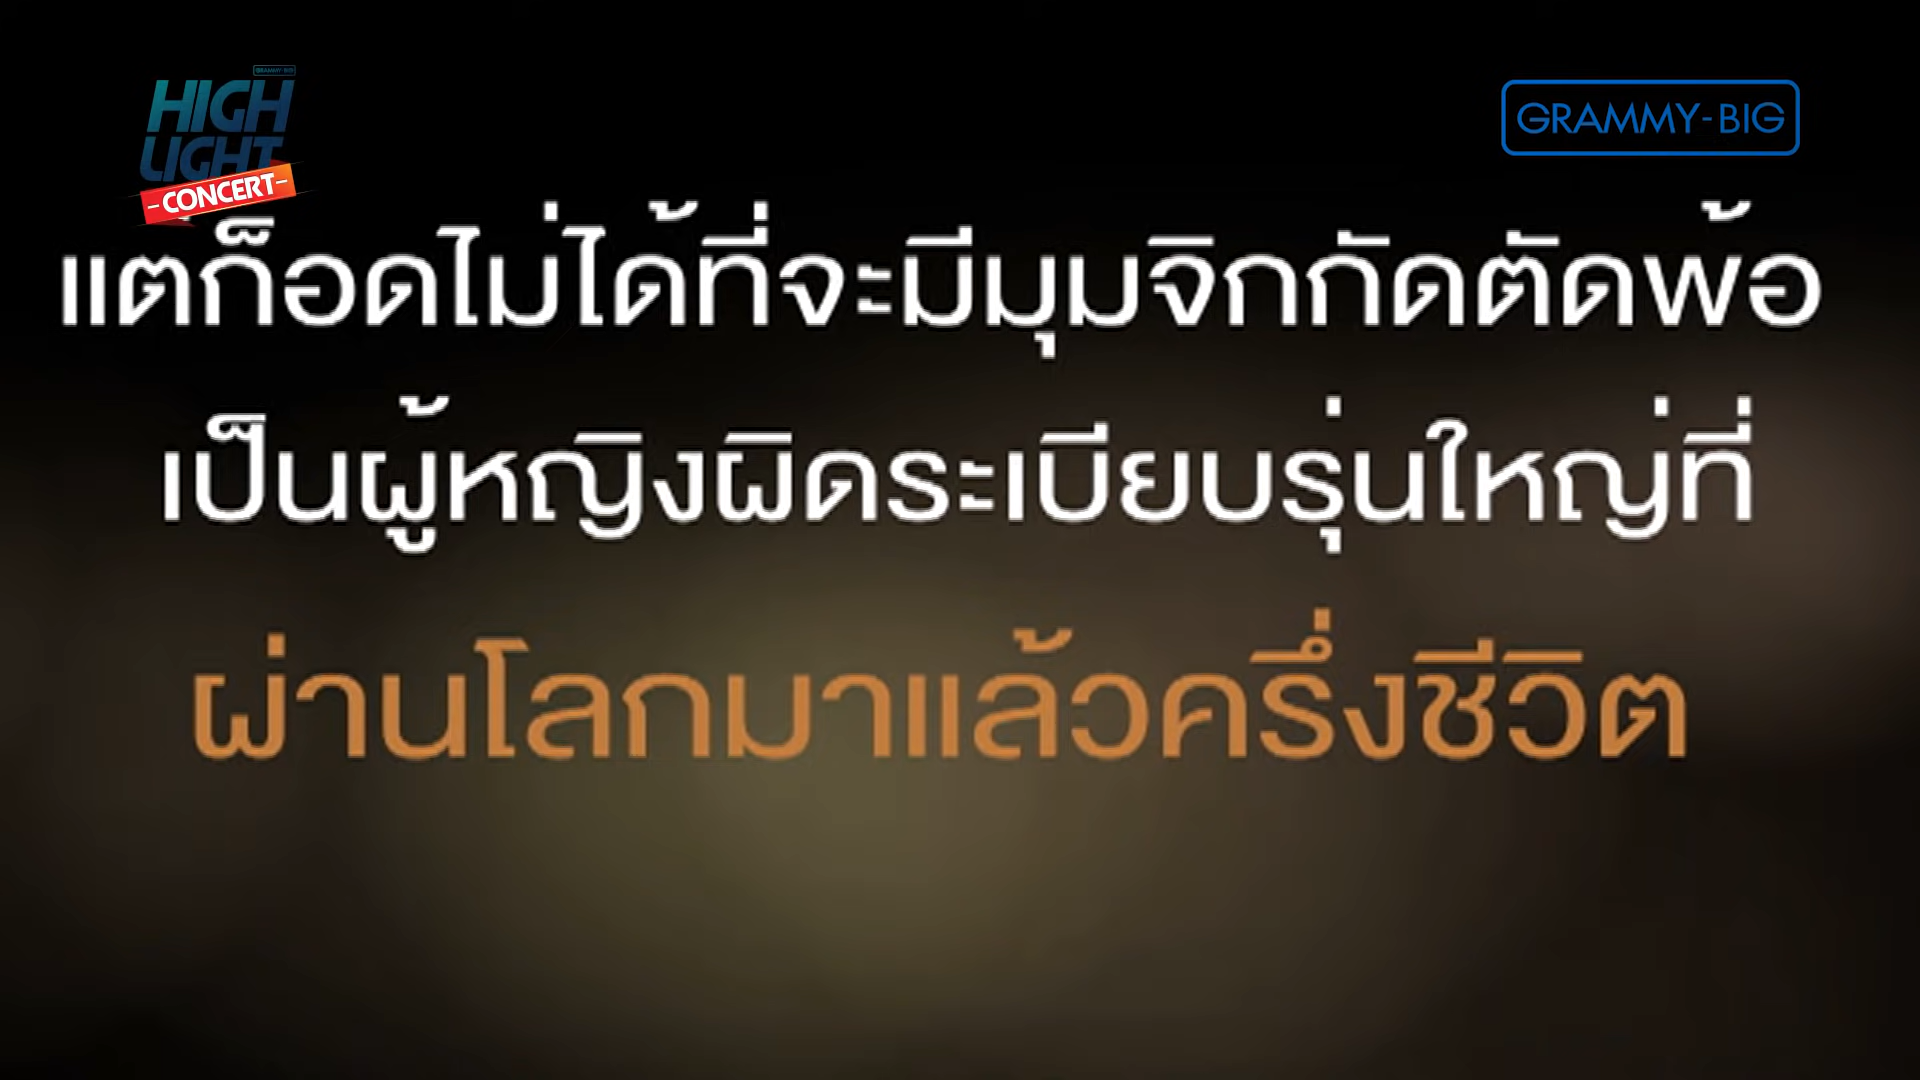 GRAMMY-BIG
HIGH
LIGHT
-CONCERT-
GRAMMY-BIG
แต่ก็อดไม่ได้ที่จะมีมุมจิกกัดตัดพ้อ
เป็นผู้หญิงผิดระเบียบรุ่นใหญ่ที่
ผ่านโลกมาแล้วครึ่งชีวิต